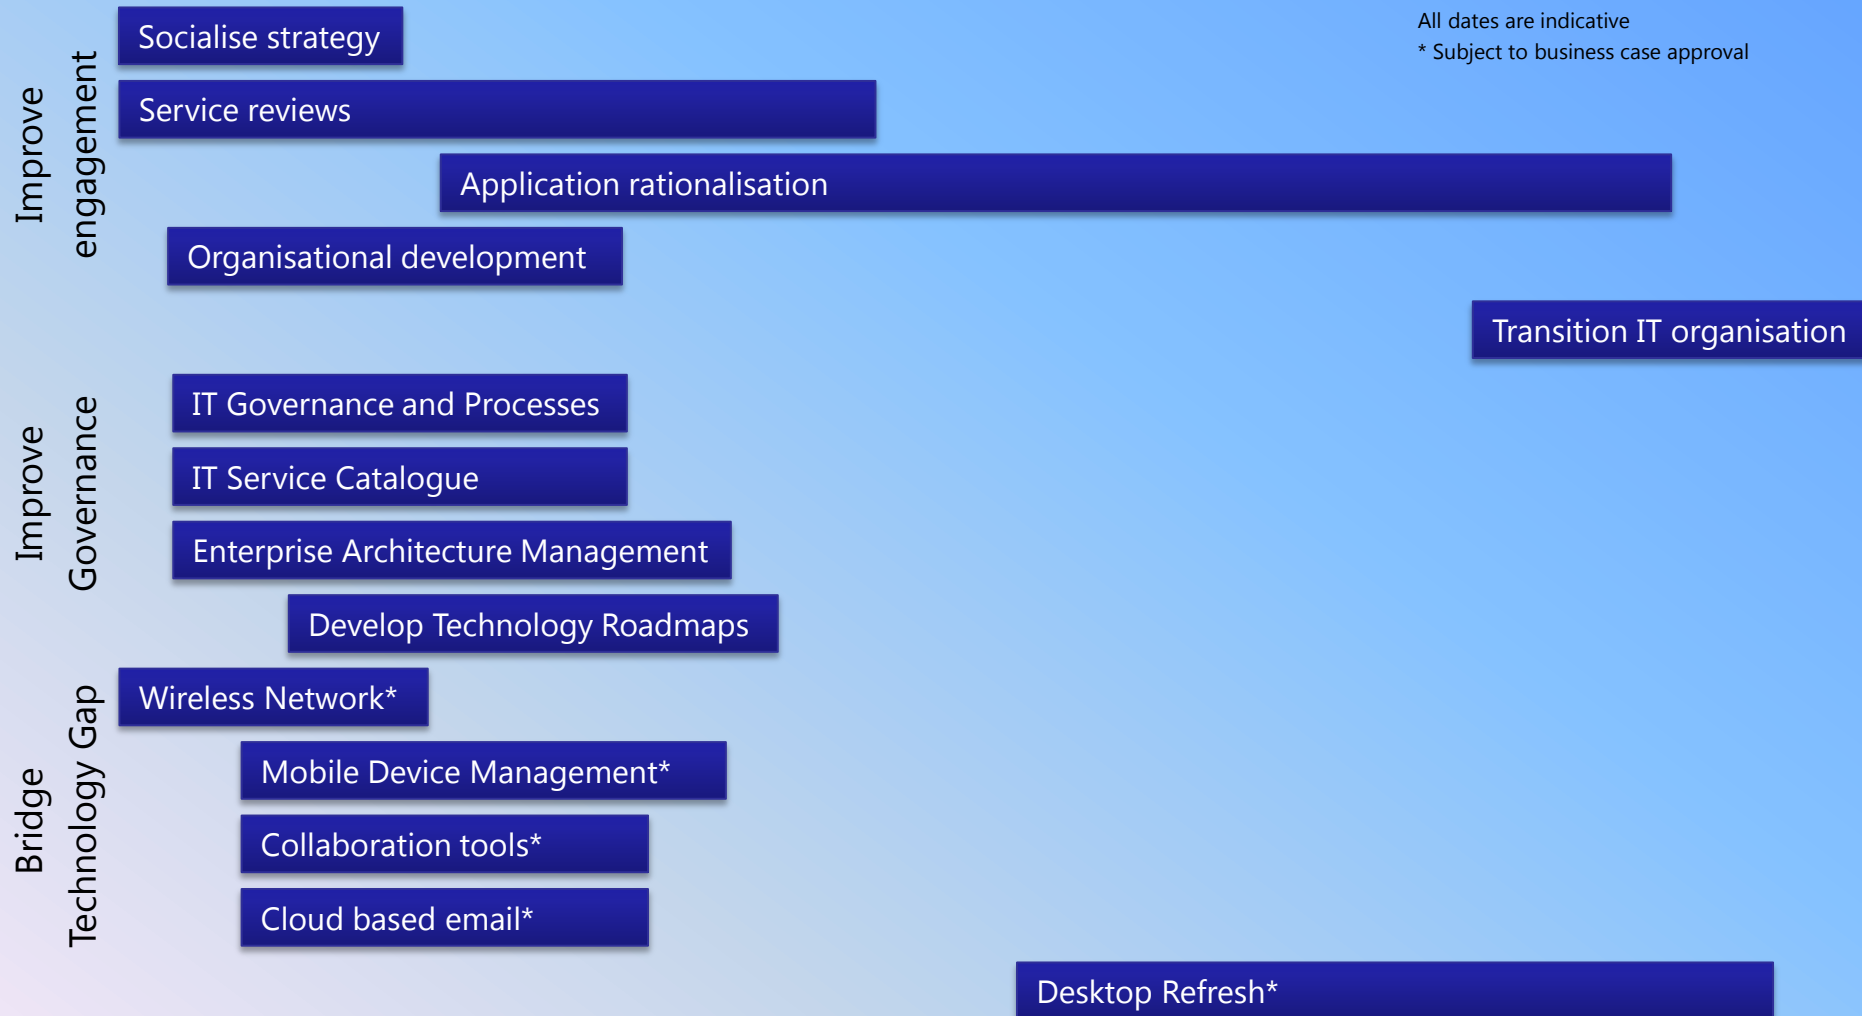 All dates are indicative
* Subject to business case approval
Improve
engagement
Socialise strategy
Service reviews
Application rationalisation
Organisational development
Transition IT organisation
Improve
Governance
IT Governance and Processes
IT Service Catalogue
Enterprise Architecture Management
Develop Technology Roadmaps
Bridge
Technology Gap
Wireless Network*
Mobile Device Management*
Collaboration tools*
Cloud based email*
Desktop Refresh*